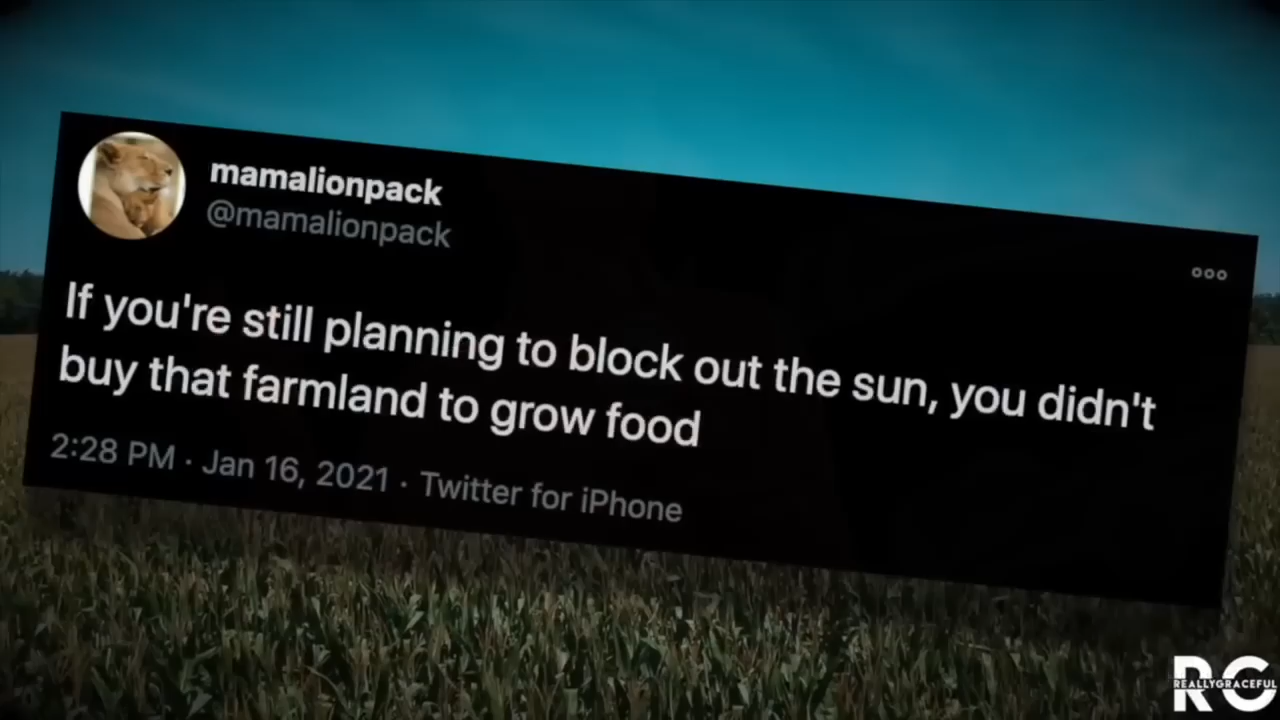 mamalionpack
@mamalionpack
If you're still planning to block out the sun, you didn't
buy that farmland to grow food
2:28 PM · Jan 16, 2021 · Twitter for iPhone
RG
REALLYGRACEFUL